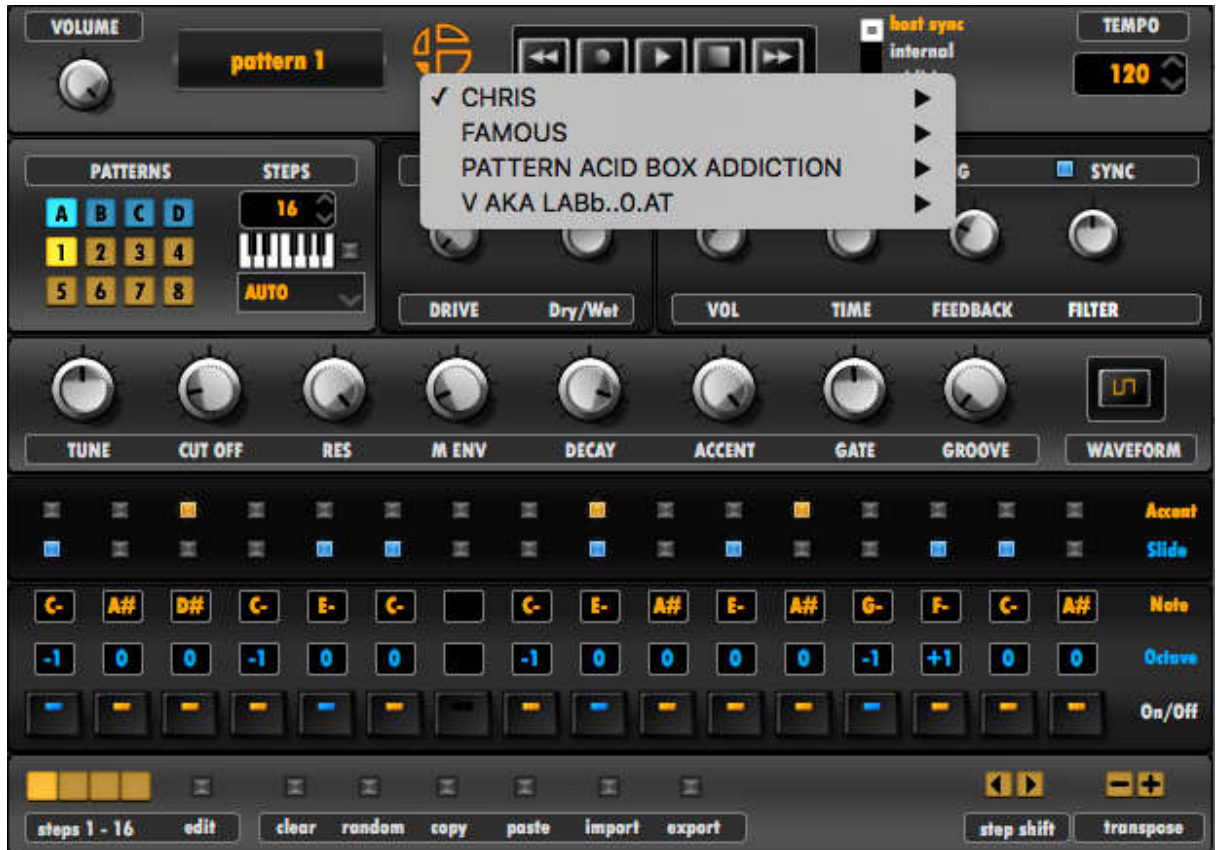 VOLUME
pattern 1
host sync
internal
TEMPO
120
✓ CHRIS
FAMOUS
PATTERN ACID BOX ADDICTION
V AKA LABb..0.AT
PATTERNS STEPS
G SYNC
A B C D 16
1 2 3 4
5 6 7 8 AUTO
DRIVE Dry/Wet VOL TIME FEEDBACK FILTER
TUNE CUT OFF RES M ENV DECAY ACCENT GATE GROOVE WAVEFORM
Accent
Slide
C- A# D# C- E- C- C- E- A# E- A# G- F- C- A# Note
-1 0 0 -1 0 0 -1 0 0 0 0 -1 +1 0 0 Octave
On/Off
steps 1 - 16 edit clear random copy paste import export step shift transpose